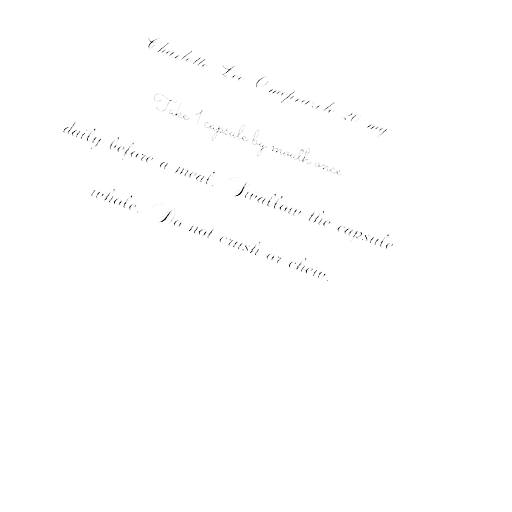 Charlotte Lee Omeprazole 20 mg
Take 1 capsule by mouth once
daily before a meal. Swallow the capsule
whole. Do not crush or chew.